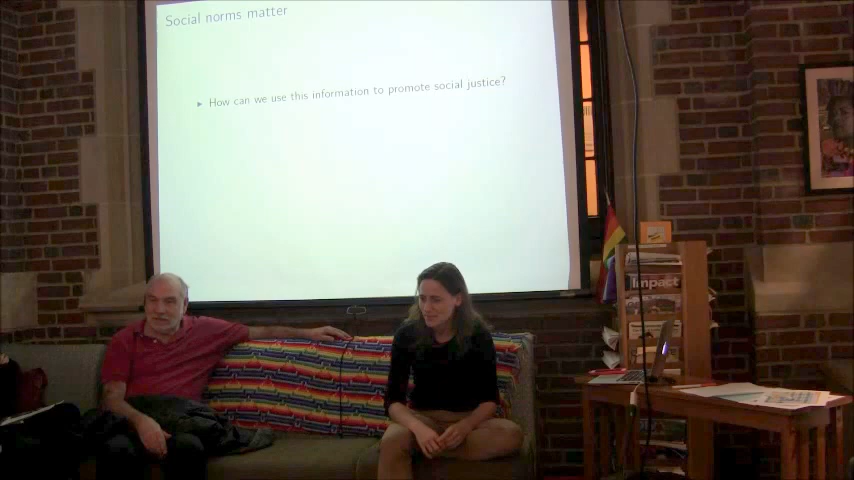 Social norms matter
▸ How can we use this information to promote social justice?
Impact